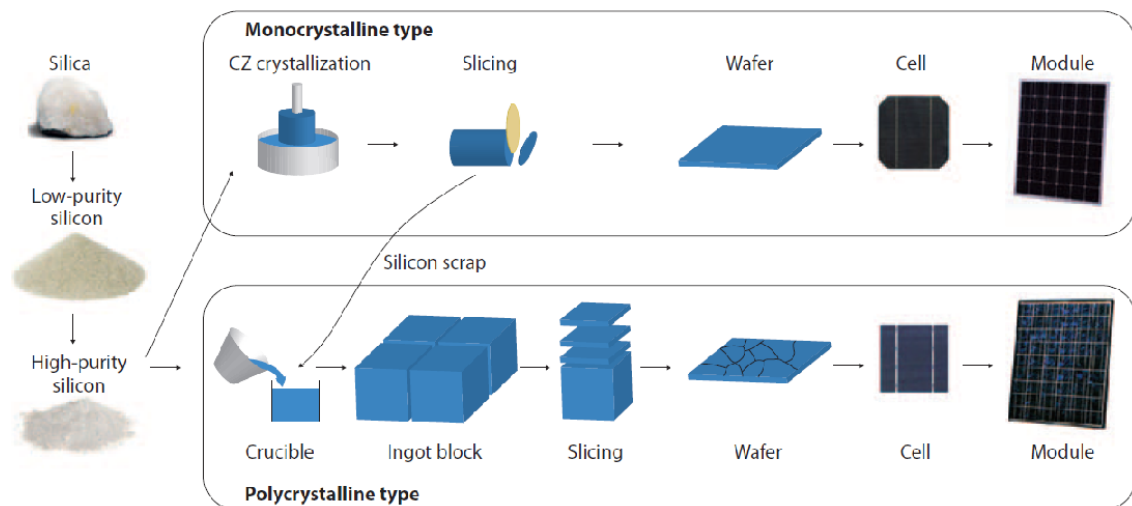 Monocrystalline type
Silica
CZ crystallization
Slicing
Wafer
Cell
Module
Low-purity
silicon
Silicon scrap
High-purity
silicon
Crucible
Ingot block
Slicing
Wafer
Cell
Module
Polycrystalline type